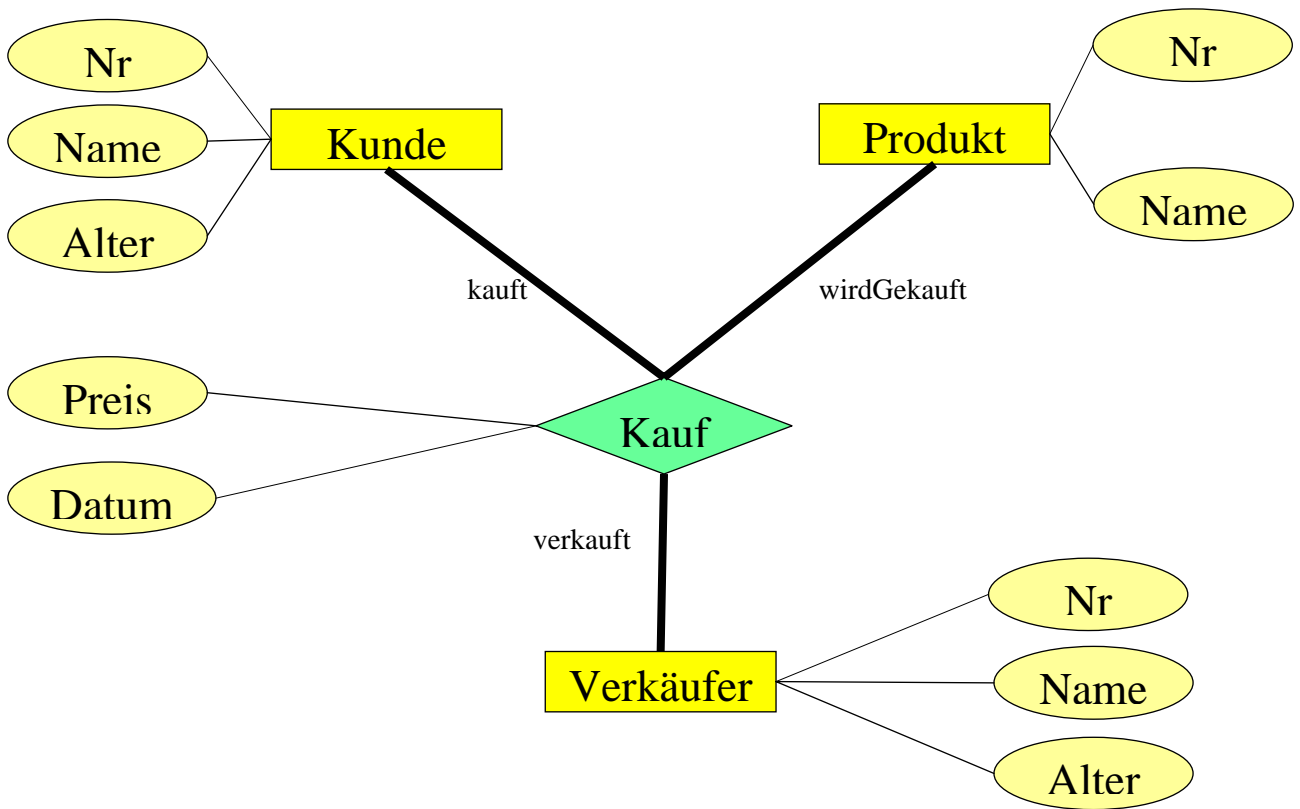 Nr
Nr
Name
Kunde
Produkt
Alter
Name
kauft
wirdGekauft
Preis
Kauf
Datum
verkauft
Nr
Verkäufer
Name
Alter